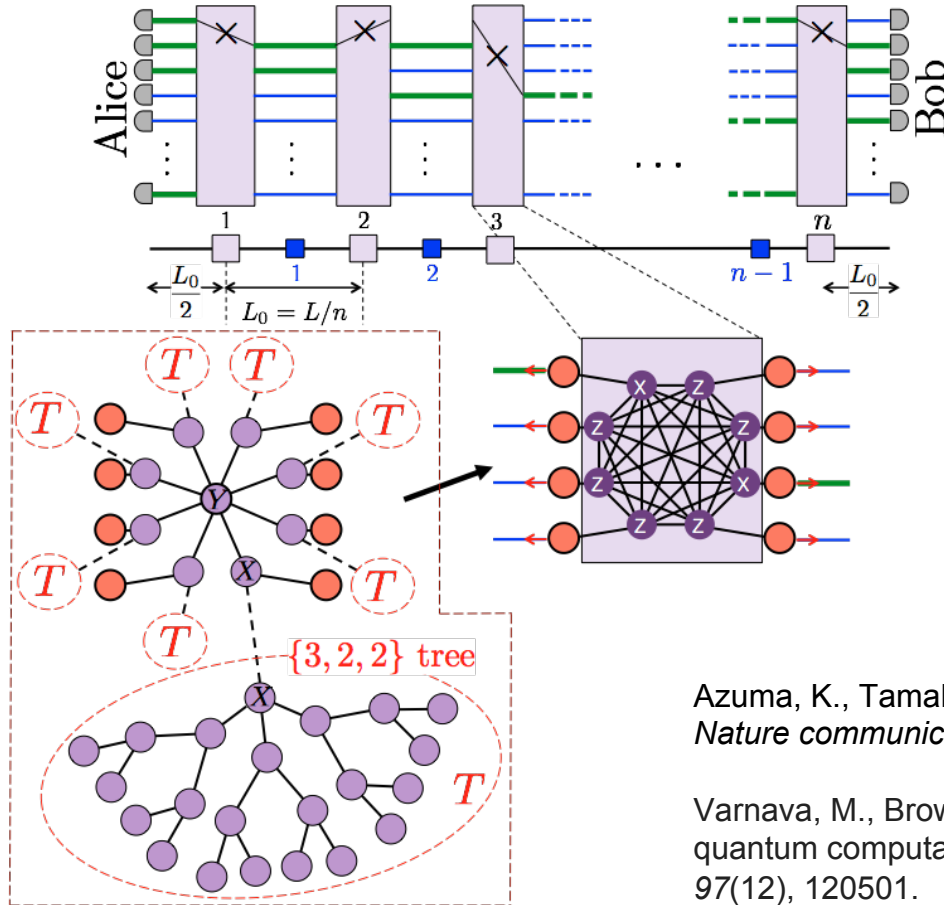 Alice
Bob
1
2
3
n
1
2
n − 1
L₀/2
L₀ = L/n
L₀/2
T
T
T
T
T
T
T
Y
X
{3, 2, 2} tree
X
T
X
Z
Z
Z
Z
X
Z
Z
Azuma, K., Tamal
Nature communic
Varnava, M., Brow
quantum computa
97(12), 120501.